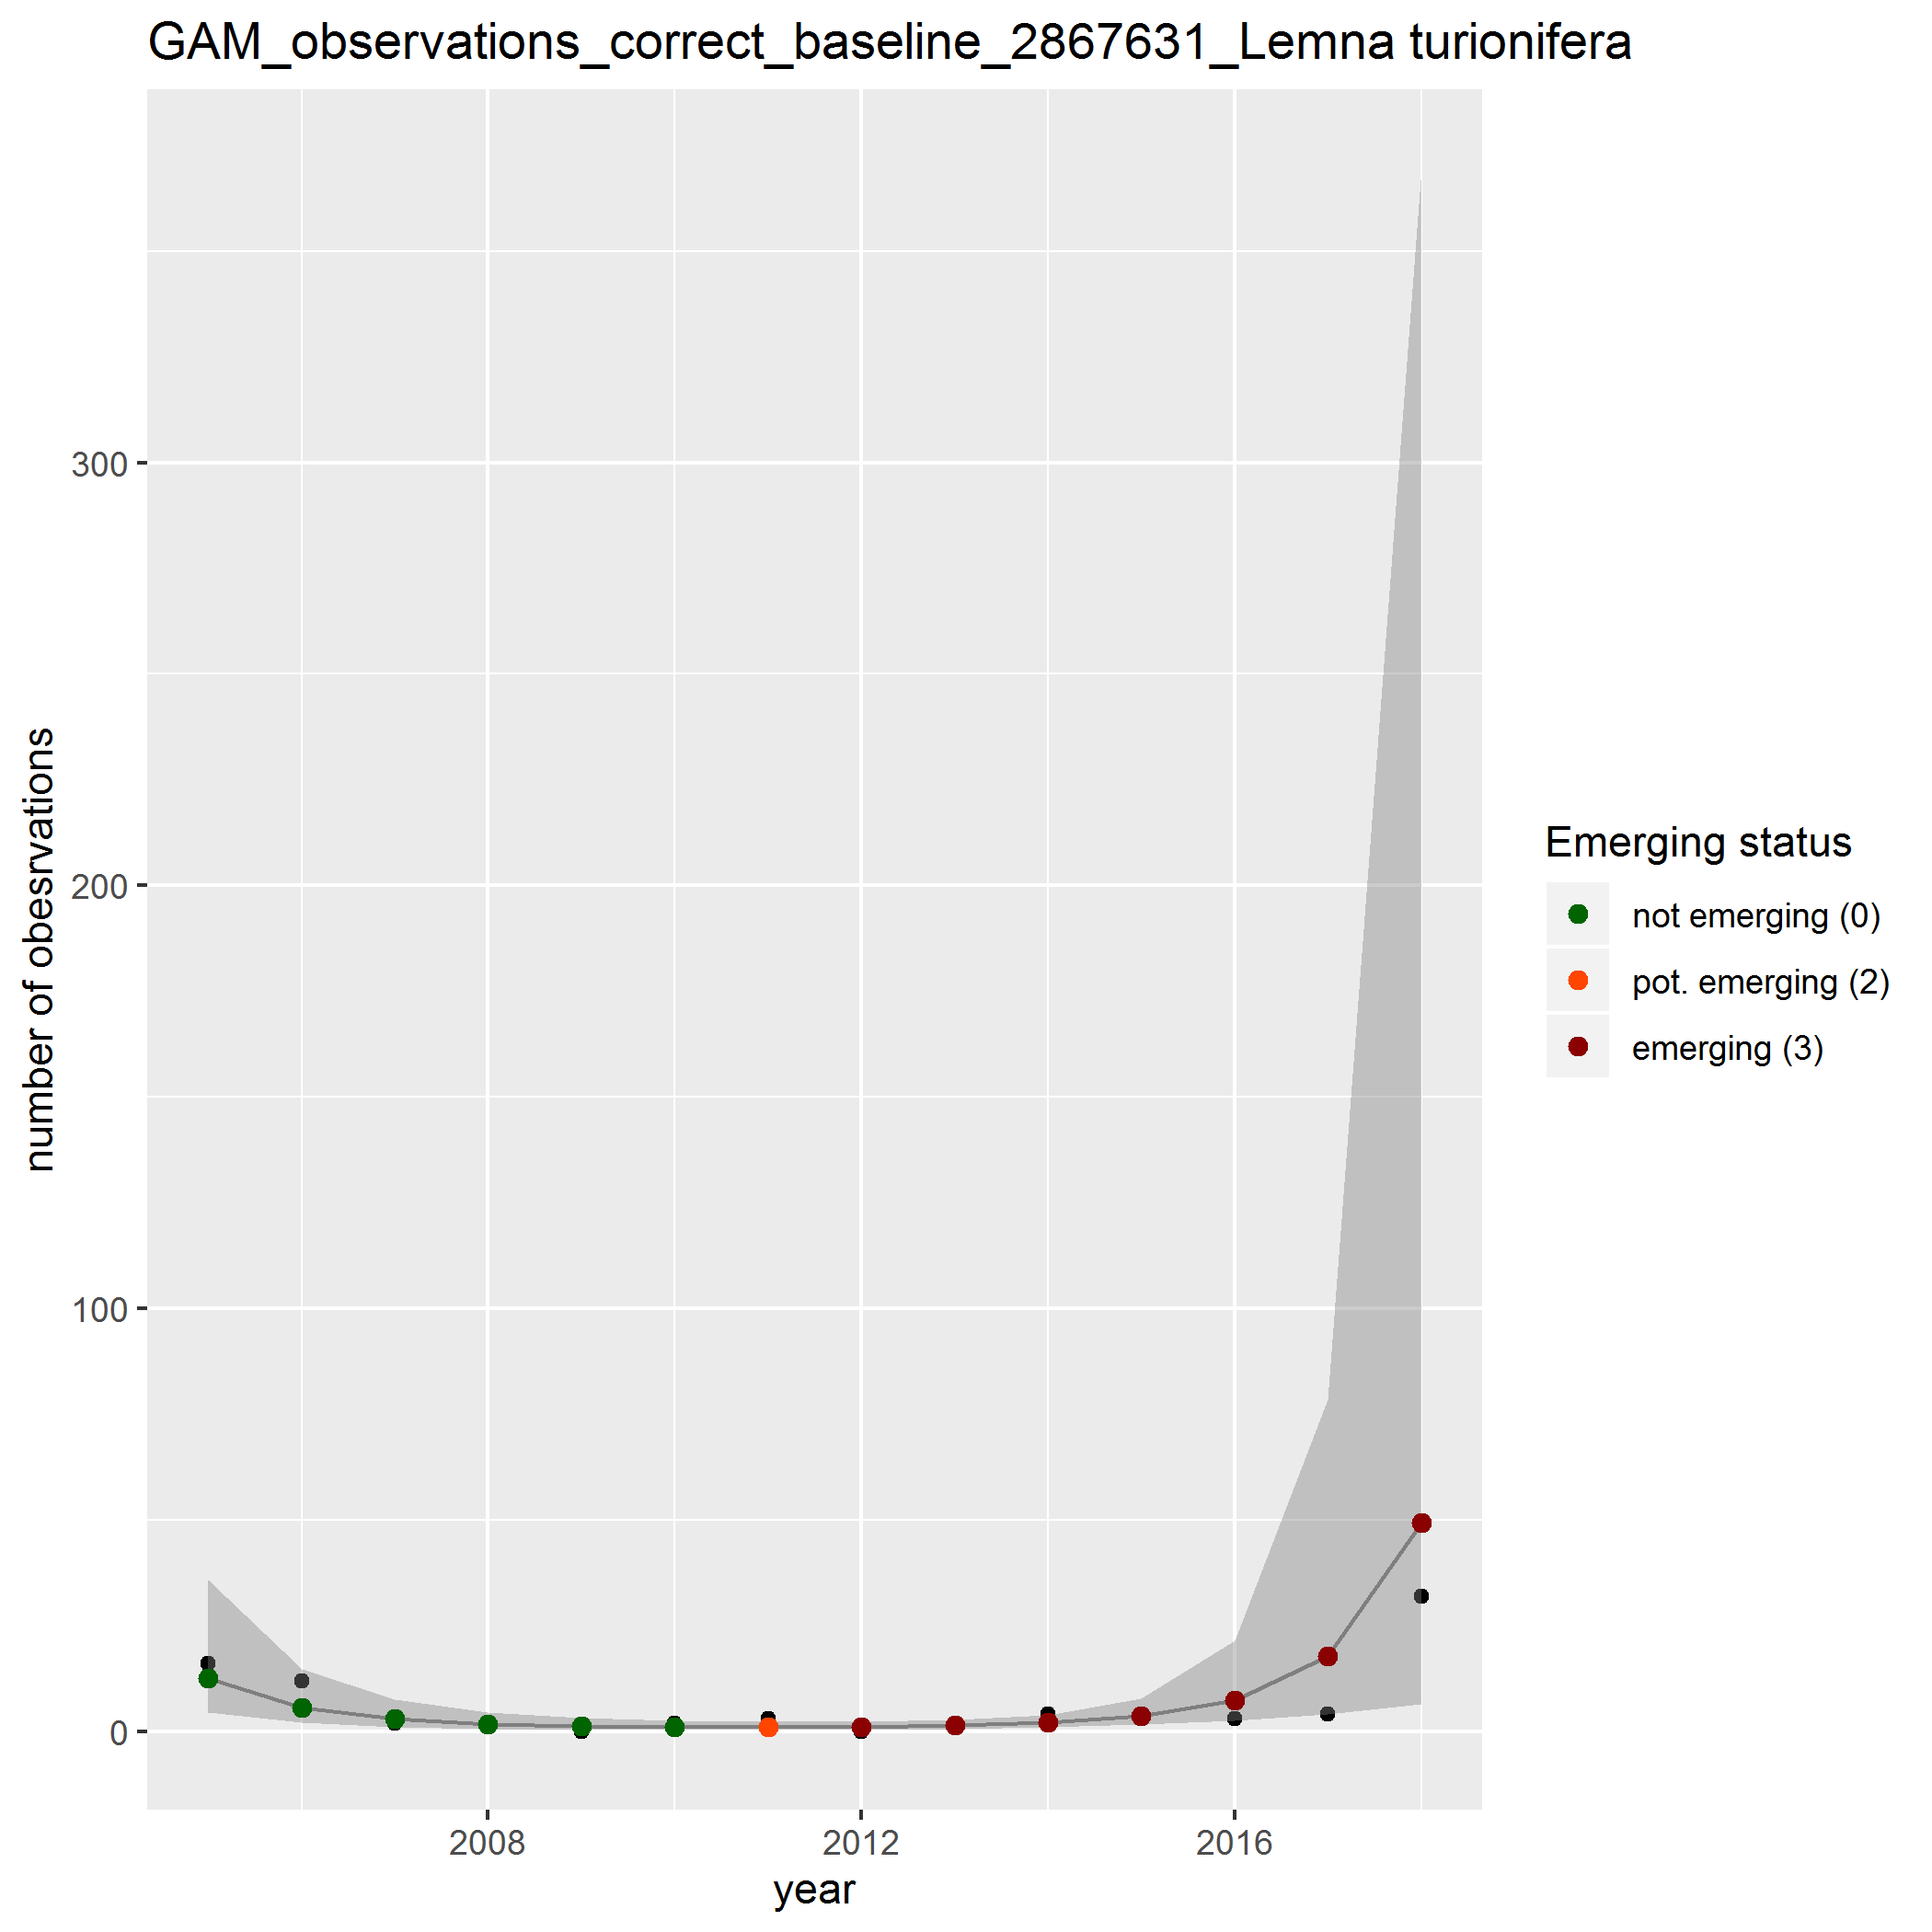 GAM_observations_correct_baseline_2867631_Lemna turionifera
number of obesrvations
300
200
100
0
2008
2012
2016
year
Emerging status
not emerging (0)
pot. emerging (2)
emerging (3)